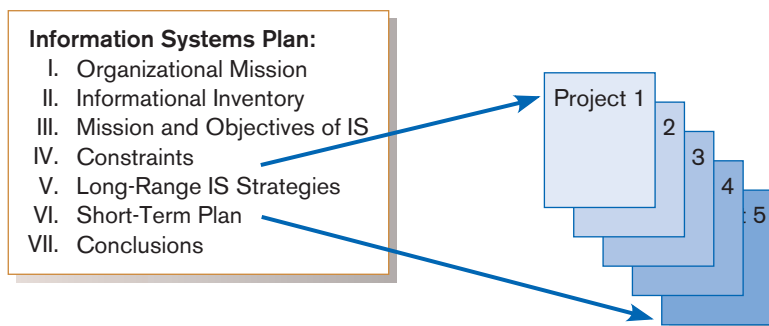 Information Systems Plan:
I. Organizational Mission
II. Informational Inventory
III. Mission and Objectives of IS
IV. Constraints
V. Long-Range IS Strategies
VI. Short-Term Plan
VII. Conclusions
Project 1
2
3
4
5